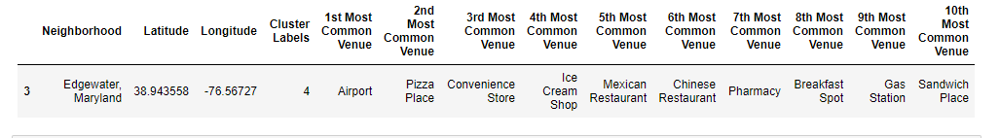 Neighborhood Latitude Longitude Cluster Labels 1st Most Common Venue 2nd Most Common Venue 3rd Most Common Venue 4th Most Common Venue 5th Most Common Venue 6th Most Common Venue 7th Most Common Venue 8th Most Common Venue 9th Most Common Venue 10th Most Common Venue
3 Edgewater, Maryland 38.943558 -76.56727 4 Airport Pizza Place Convenience Store Ice Cream Shop Mexican Restaurant Chinese Restaurant Pharmacy Breakfast Spot Gas Station Sandwich Place